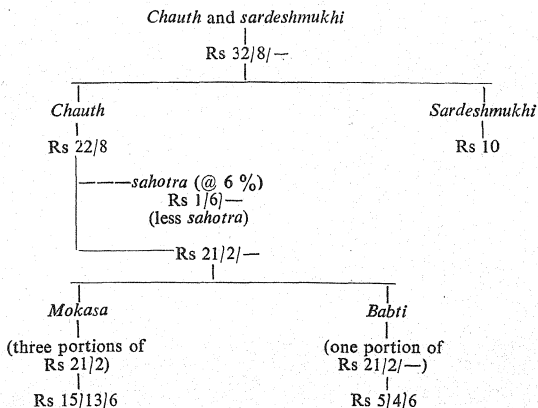 Chauth and sardeshmukhi
Rs 32/8/—
Chauth
Sardeshmukhi
Rs 22/8
Rs 10
sahotra (@ 6 %)
Rs 1/6/—
(less sahotra)
Rs 21/2/—
Mokasa
Babti
(three portions of
Rs 21/2)
(one portion of
Rs 21/2/—)
Rs 15/13/6
Rs 5/4/6